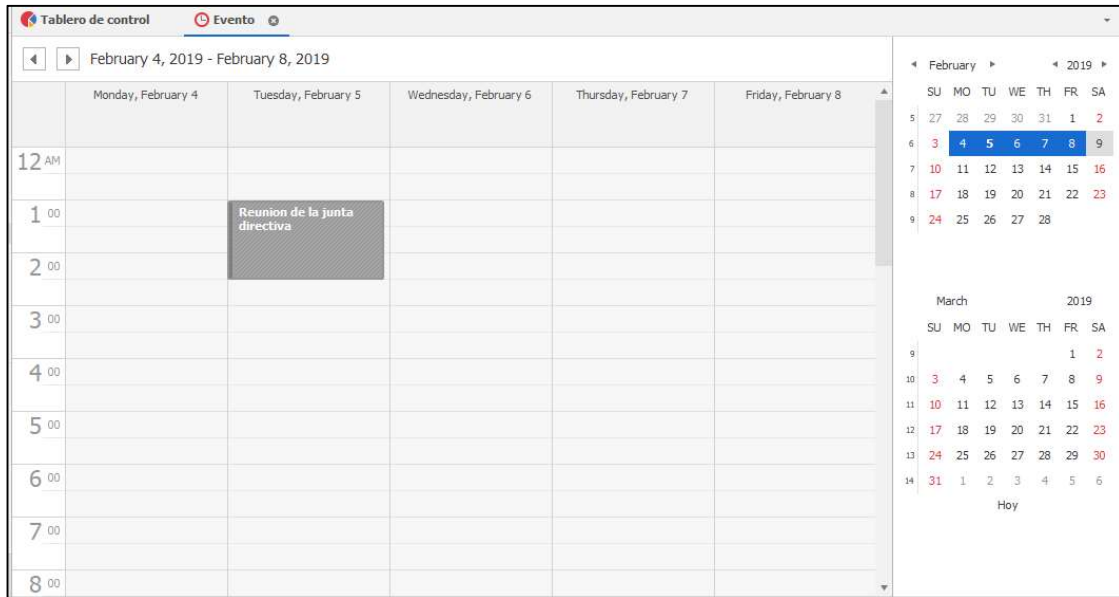 Tablero de control Evento
February 4, 2019 - February 8, 2019
Monday, February 4 Tuesday, February 5 Wednesday, February 6 Thursday, February 7 Friday, February 8
12 AM
1 00
Reunion de la junta
directiva
2 00
3 00
4 00
5 00
6 00
7 00
8 00
February 2019
SU MO TU WE TH FR SA
5 27 28 29 30 31 1 2
6 3 4 5 6 7 8 9
7 10 11 12 13 14 15 16
8 17 18 19 20 21 22 23
9 24 25 26 27 28
March 2019
SU MO TU WE TH FR SA
9 1 2
10 3 4 5 6 7 8 9
11 10 11 12 13 14 15 16
12 17 18 19 20 21 22 23
13 24 25 26 27 28 29 30
14 31 1 2 3 4 5 6
Hoy